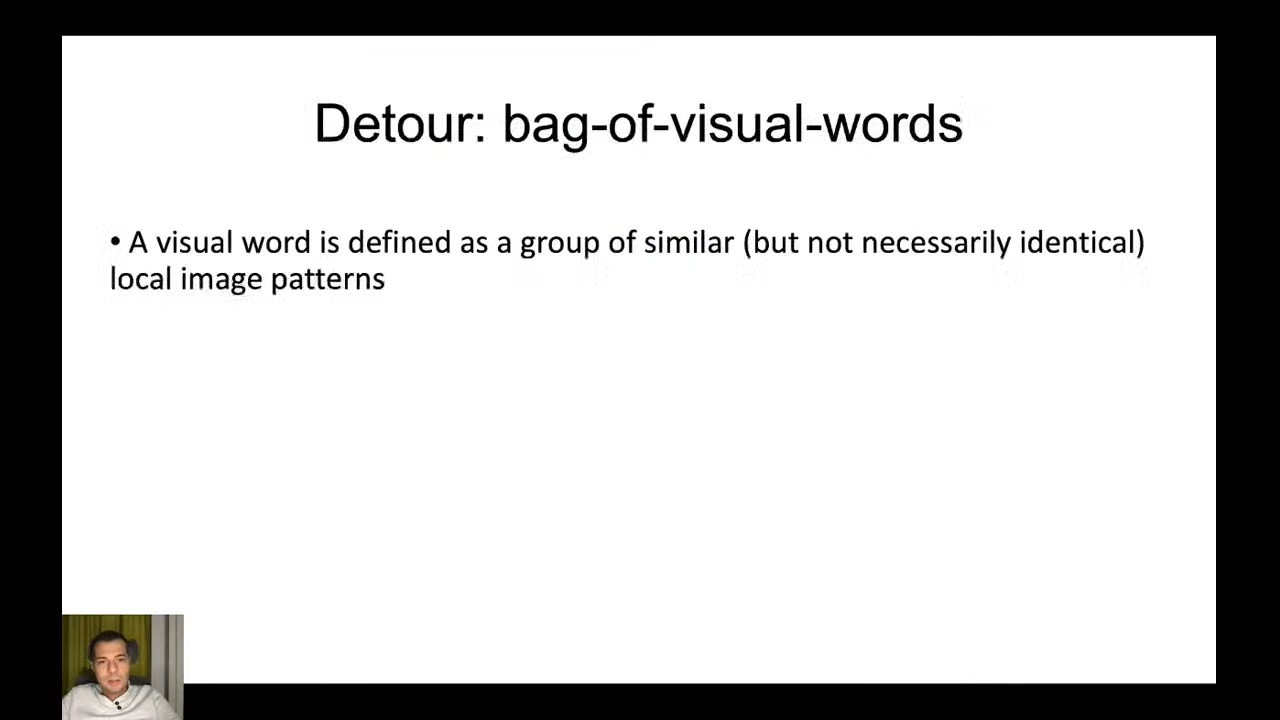 Detour: bag-of-visual-words
• A visual word is defined as a group of similar (but not necessarily identical)
local image patterns